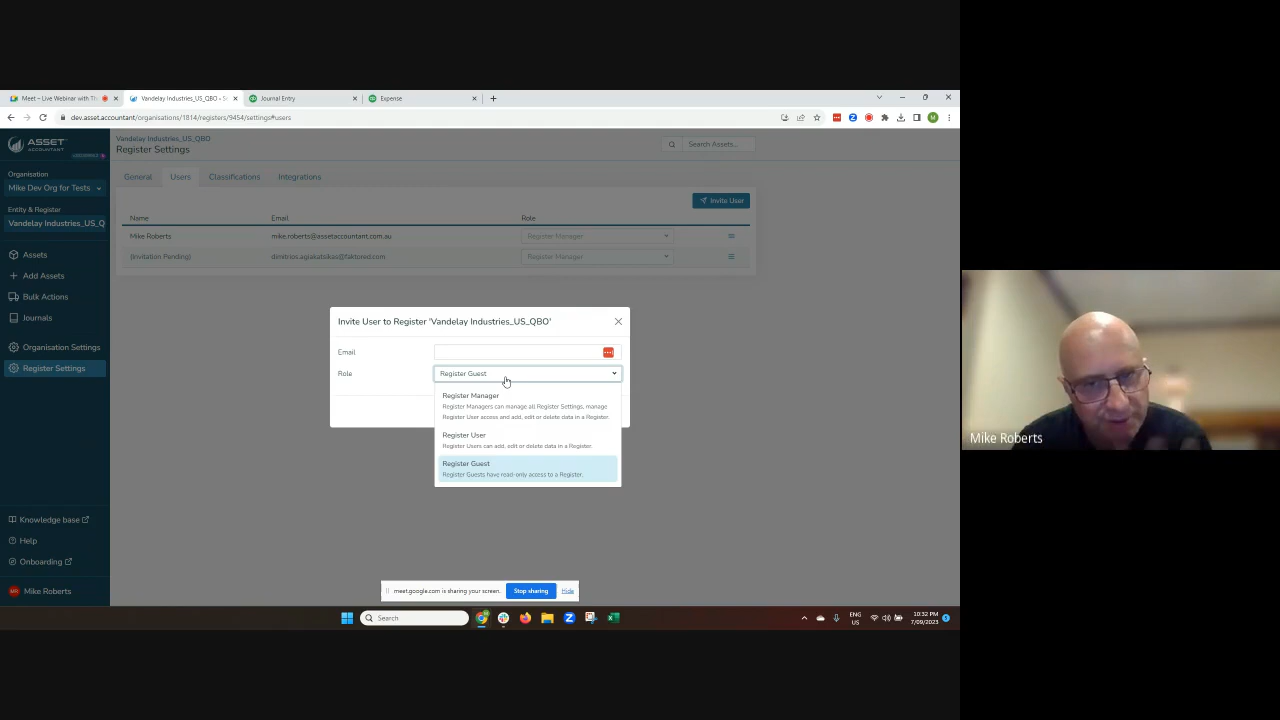 Meet – Live Webinar with Th
Vandelay Industries_US_QBO – S
Journal Entry
Expense
dev.asset.accountant/organisations/1814/registers/9454/settings#users
ASSET
ACCOUNTANT
Organisation
Mike Dev Org for Tests
Entity & Register
Vandelay Industries_US_Q
Assets
Add Assets
Bulk Actions
Journals
Organisation Settings
Register Settings
Knowledge base
Help
Onboarding
Mike Roberts
Vandelay Industries_US_QBO
Register Settings
Search Assets...
General
Users
Classifications
Integrations
Invite User
Name
Email
Role
Mike Roberts
mike.roberts@assetaccountant.com.au
Register Manager
(Invitation Pending)
dimitrios.agiakatsikas@faktored.com
Register Manager
Invite User to Register 'Vandelay Industries_US_QBO'
Email
Role
Register Guest
Register Manager
Register Managers can manage all Register Settings, manage
Register User access and add, edit or delete data in a Register.
Register User
Register Users can add, edit or delete data in a Register.
Register Guest
Register Guests have read-only access to a Register.
meet.google.com is sharing your screen.
Stop sharing
Hide
Search
ENG
US
10:32 PM
7/09/2023
Mike Roberts